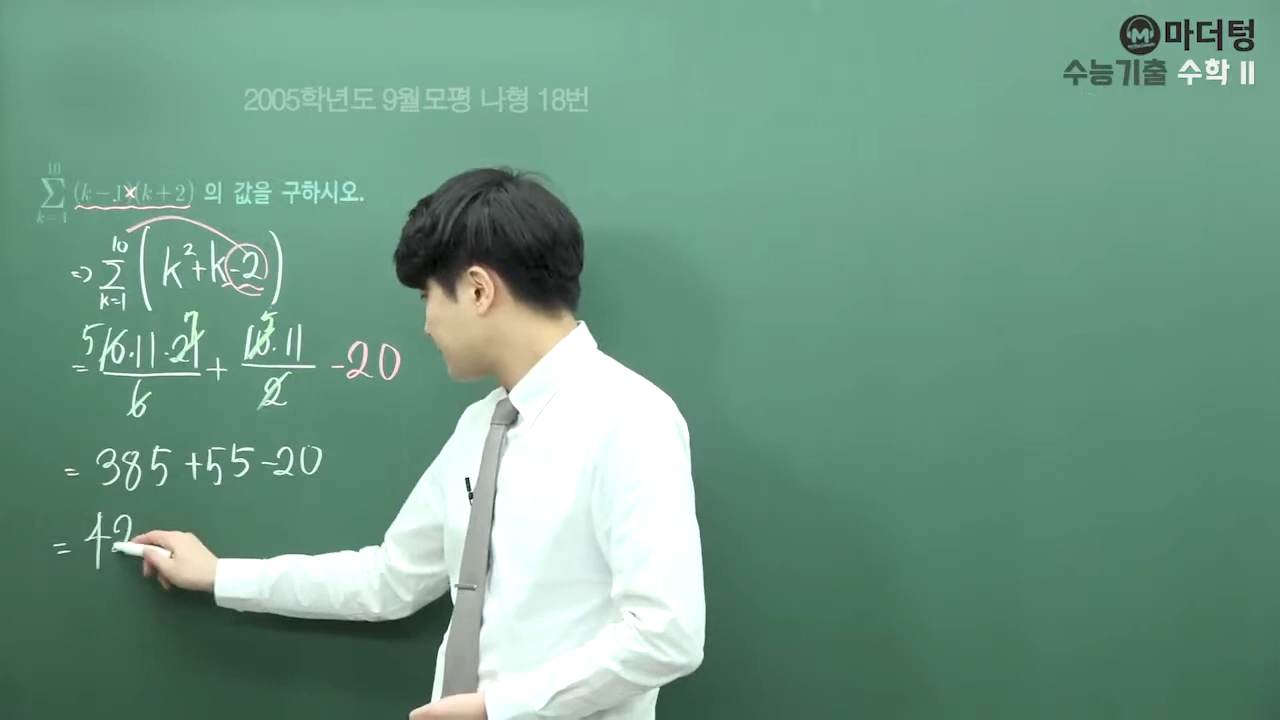 마더텅
수능기출 수학 II
2005학년도 9월모평 나형 18번
10
∑ (k−1)(k+2) 의 값을 구하시오.
k=1
10
⇒ ∑ (k²+k−2)
k=1
= 10·11·21/6 + 10·11/2 −20
5 7 5
= 385 +55 −20
= 42